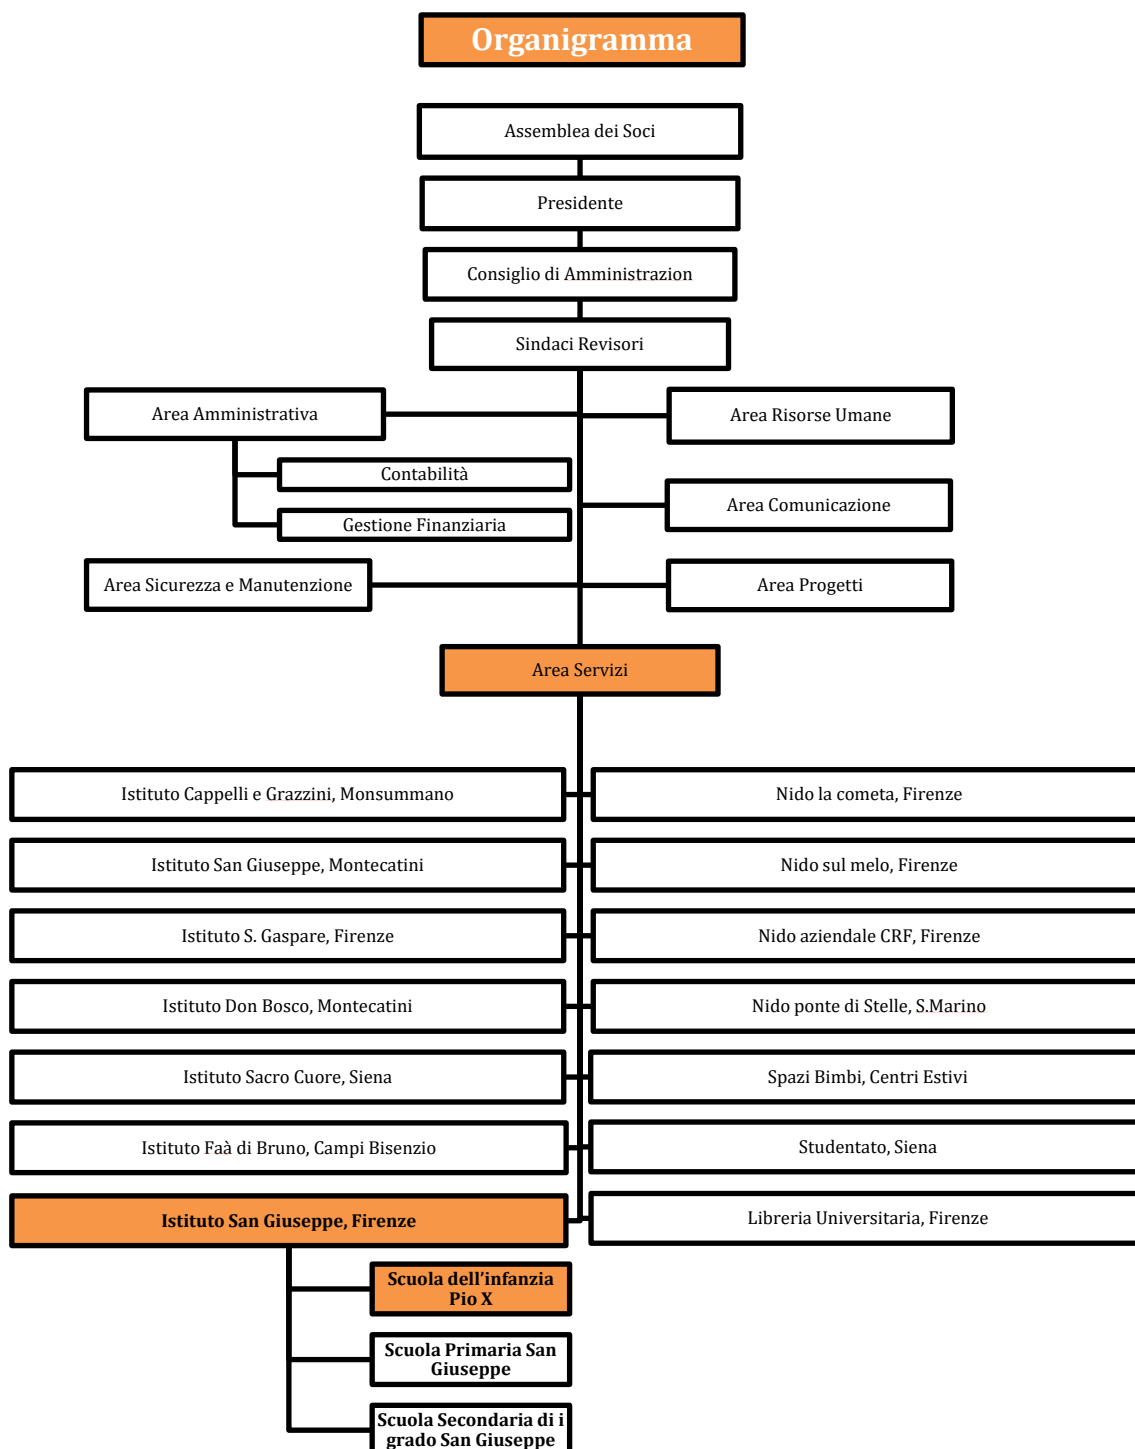 Organigramma
Assemblea dei Soci
Presidente
Consiglio di Amministrazion
Sindaci Revisori
Area Amministrativa
Area Risorse Umane
Contabilità
Area Comunicazione
Gestione Finanziaria
Area Sicurezza e Manutenzione
Area Progetti
Area Servizi
Istituto Cappelli e Grazzini, Monsummano
Nido la cometa, Firenze
Istituto San Giuseppe, Montecatini
Nido sul melo, Firenze
Istituto S. Gaspare, Firenze
Nido aziendale CRF, Firenze
Istituto Don Bosco, Montecatini
Nido ponte di Stelle, S.Marino
Istituto Sacro Cuore, Siena
Spazi Bimbi, Centri Estivi
Istituto Faà di Bruno, Campi Bisenzio
Studentato, Siena
Istituto San Giuseppe, Firenze
Libreria Universitaria, Firenze
Scuola dell’infanzia
Pio X
Scuola Primaria San
Giuseppe
Scuola Secondaria di i
grado San Giuseppe